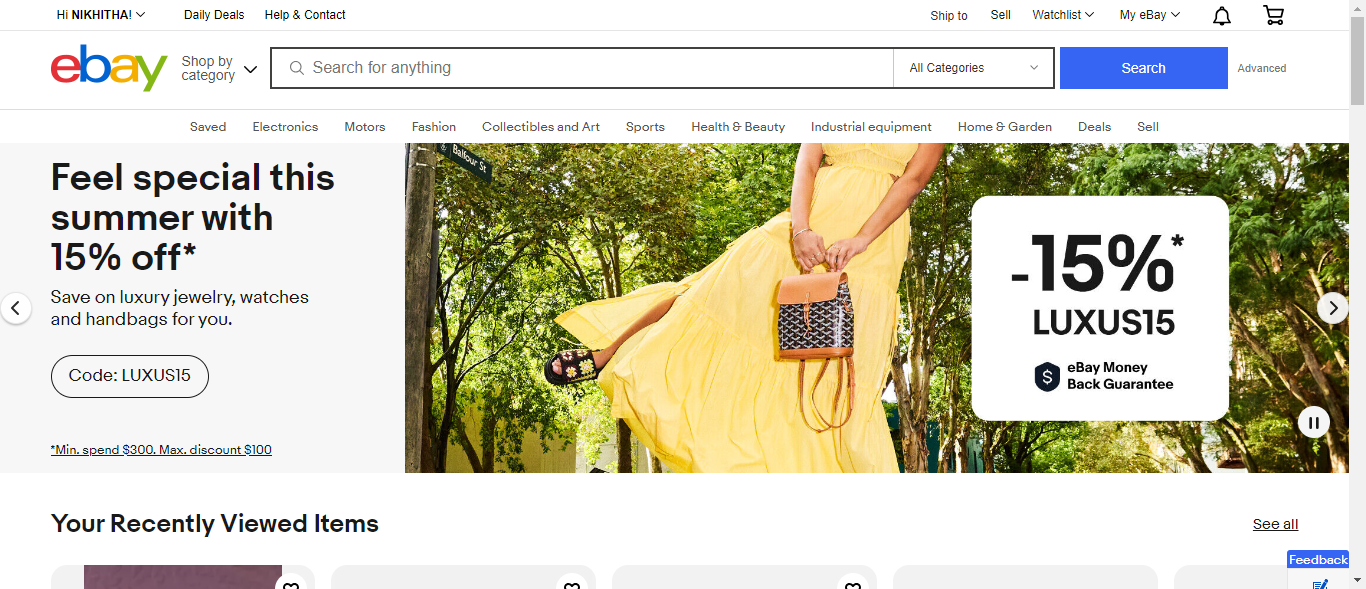 Hi NIKHITHA!
Daily Deals
Help & Contact
Ship to
Sell
Watchlist
My eBay
ebay
Shop by
category
Search for anything
All Categories
Search
Advanced
Saved
Electronics
Motors
Fashion
Collectibles and Art
Sports
Health & Beauty
Industrial equipment
Home & Garden
Deals
Sell
Feel special this
summer with
15% off*
Save on luxury jewelry, watches
and handbags for you.
Code: LUXUS15
*Min. spend $300. Max. discount $100
Balfour St
-15%*
LUXUS15
$
eBay Money
Back Guarantee
Your Recently Viewed Items
See all
Feedback